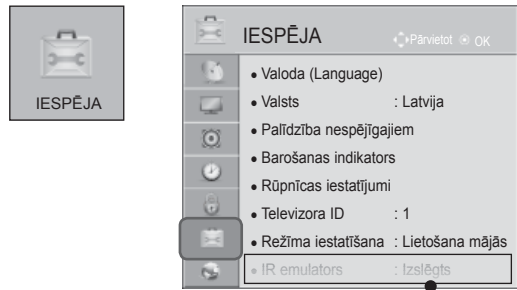 IESPĒJA
IESPĒJA Pārvietot OK
• Valoda (Language)
• Valsts : Latvija
• Palīdzība nespējīgajiem
• Barošanas indikators
• Rūpnīcas iestatījumi
• Televizora ID : 1
• Režīma iestatīšana : Lietošana mājās
• IR emulators : Izslēgts